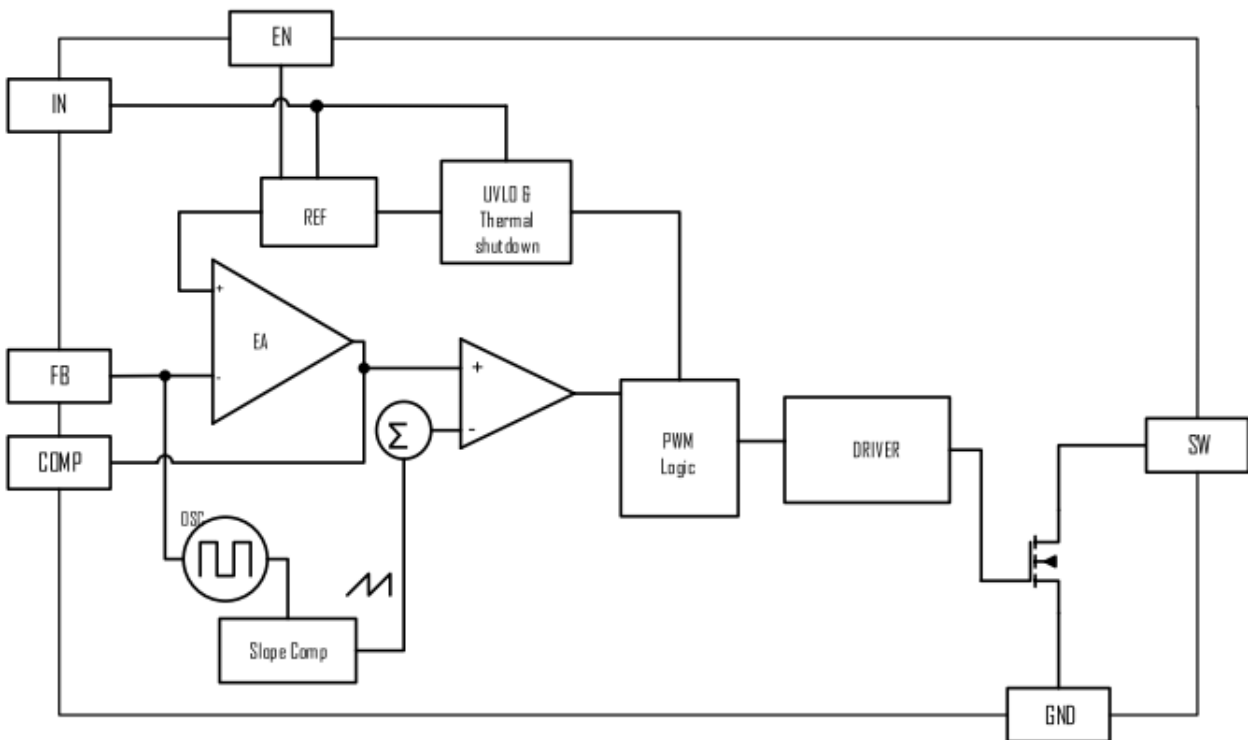 EN
IN
REF
UVLO &
Thermal
shutdown
+
EA
-
FB
COMP
+
-
Σ
PWM
Logic
DRIVER
SW
OSC
Slope Comp
GND